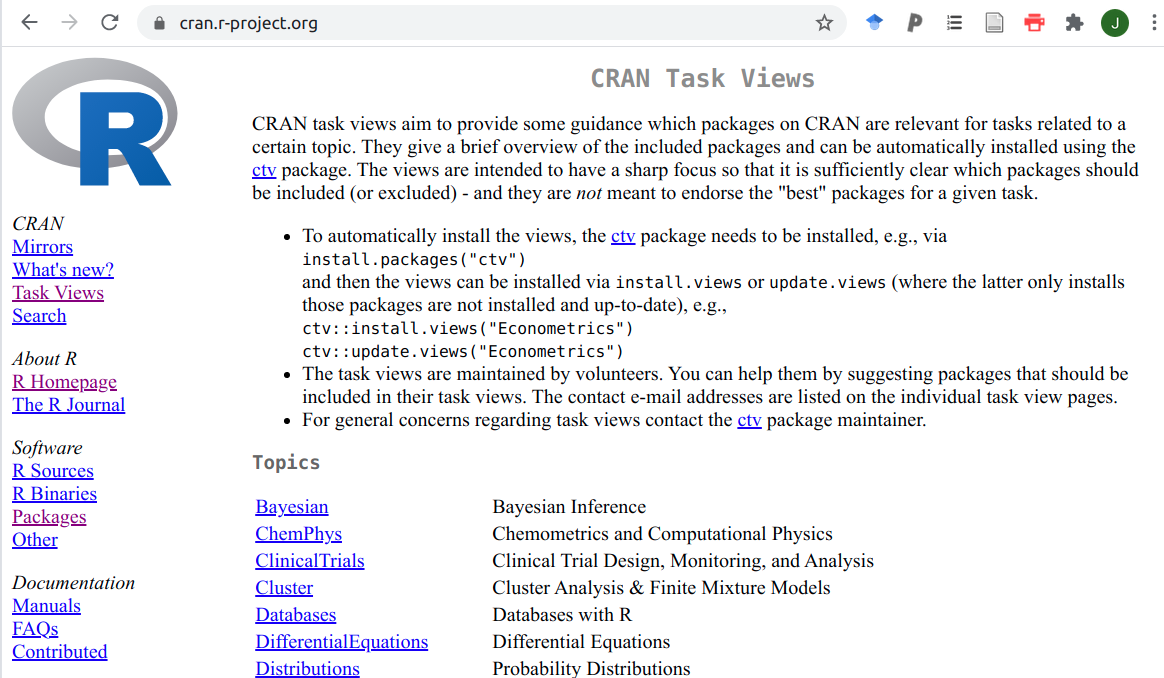 cran.r-project.org
J
R
CRAN Task Views
CRAN task views aim to provide some guidance which packages on CRAN are relevant for tasks related to a
certain topic. They give a brief overview of the included packages and can be automatically installed using the
ctv package. The views are intended to have a sharp focus so that it is sufficiently clear which packages should
be included (or excluded) - and they are not meant to endorse the "best" packages for a given task.
• To automatically install the views, the ctv package needs to be installed, e.g., via
install.packages("ctv")
and then the views can be installed via install.views or update.views (where the latter only installs
those packages are not installed and up-to-date), e.g.,
ctv::install.views("Econometrics")
ctv::update.views("Econometrics")
• The task views are maintained by volunteers. You can help them by suggesting packages that should be
included in their task views. The contact e-mail addresses are listed on the individual task view pages.
• For general concerns regarding task views contact the ctv package maintainer.
CRAN
Mirrors
What's new?
Task Views
Search
About R
R Homepage
The R Journal
Software
R Sources
R Binaries
Packages
Other
Documentation
Manuals
FAQs
Contributed
Topics
Bayesian Bayesian Inference
ChemPhys Chemometrics and Computational Physics
ClinicalTrials Clinical Trial Design, Monitoring, and Analysis
Cluster Cluster Analysis & Finite Mixture Models
Databases Databases with R
DifferentialEquations Differential Equations
Distributions Probability Distributions